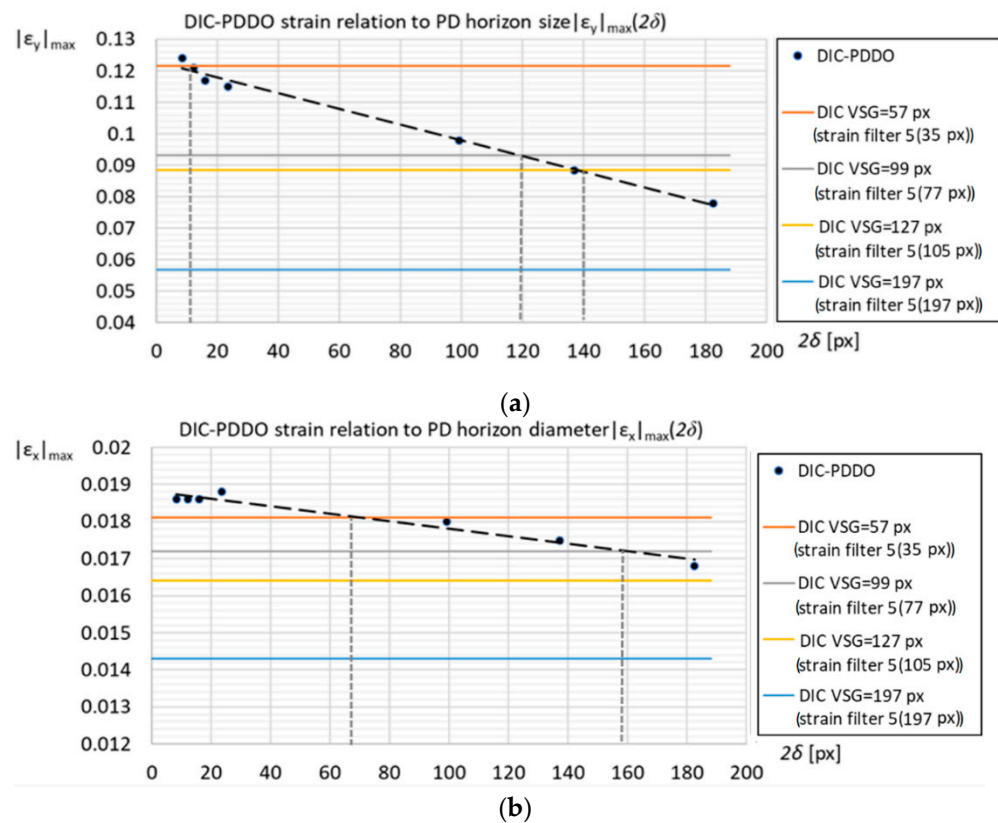 DIC-PDDO strain relation to PD horizon size|εy|max(2δ)
|εy|max
0.13
0.12
0.11
0.1
0.09
0.08
0.07
0.06
0.05
0.04
0 20 40 60 80 100 120 140 160 180 200
2δ [px]
DIC-PDDO
DIC VSG=57 px
(strain filter 5(35 px))
DIC VSG=99 px
(strain filter 5(77 px))
DIC VSG=127 px
(strain filter 5(105 px))
DIC VSG=197 px
(strain filter 5(197 px))
(a)
DIC-PDDO strain relation to PD horizon diameter|εx|max(2δ)
|εx|max
0.02
0.019
0.018
0.017
0.016
0.015
0.014
0.013
0.012
0 20 40 60 80 100 120 140 160 180 200
2δ [px]
DIC-PDDO
DIC VSG=57 px
(strain filter 5(35 px))
DIC VSG=99 px
(strain filter 5(77 px))
DIC VSG=127 px
(strain filter 5(105 px))
DIC VSG=197 px
(strain filter 5(197 px))
(b)